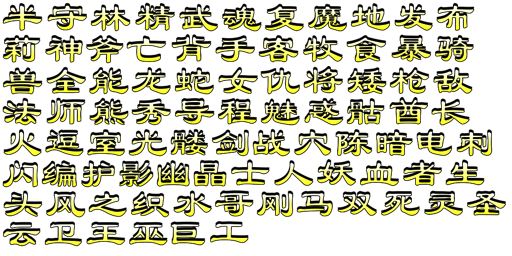 半守林精武魂复魔地发布
莉神斧亡背手客牧食暴骑
兽全能龙蛇女仇将矮枪敌
法师熊秀导程魅惑骷酋长
火逗室光髅剑战穴陈暗电刺
闪编护影幽晶士人妖血者生
头风之织水哥刚马双死灵圣
云卫王巫巨工